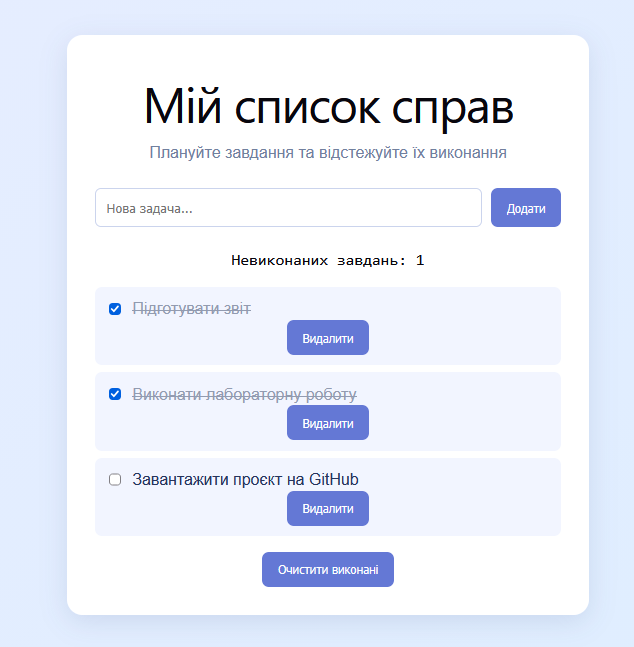 Мій список справ
Плануйте завдання та відстежуйте їх виконання
Нова задача...
Додати
Невиконаних завдань: 1
Підготувати звіт
Видалити
Виконати лабораторну роботу
Видалити
Завантажити проєкт на GitHub
Видалити
Очистити виконані